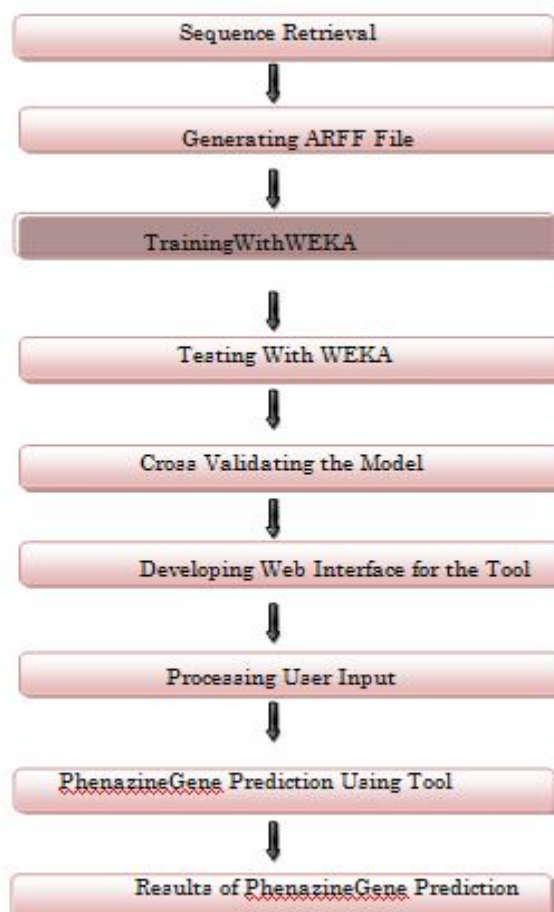 Sequence Retrieval
Generating ARFF File
TrainingWithWEKA
Testing With WEKA
Cross Validating the Model
Developing Web Interface for the Tool
Processing User Input
PhenazineGene Prediction Using Tool
Results of PhenazineGene Prediction